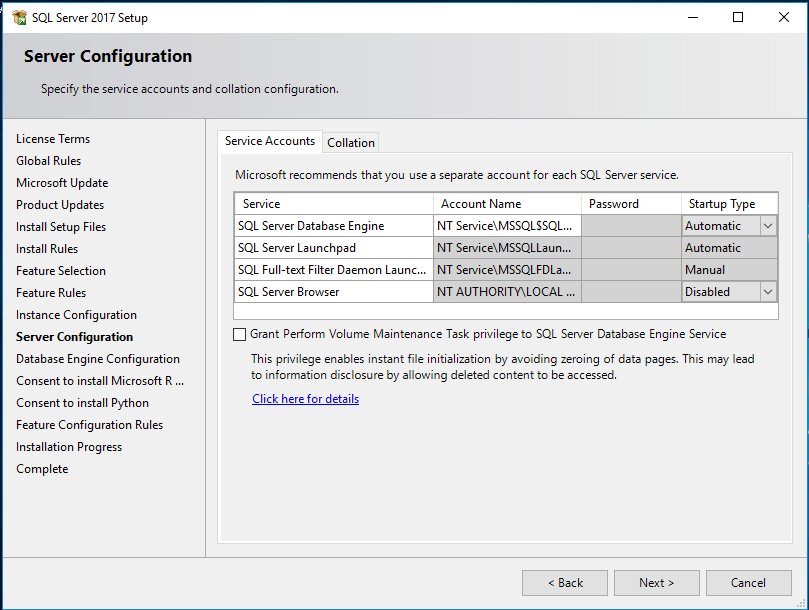 SQL Server 2017 Setup
Server Configuration
Specify the service accounts and collation configuration.
License Terms
Global Rules
Microsoft Update
Product Updates
Install Setup Files
Install Rules
Feature Selection
Feature Rules
Instance Configuration
Server Configuration
Database Engine Configuration
Consent to install Microsoft R ...
Consent to install Python
Feature Configuration Rules
Installation Progress
Complete
Service Accounts Collation
Microsoft recommends that you use a separate account for each SQL Server service.
Service Account Name Password Startup Type
SQL Server Database Engine NT Service\MSSQL$SQL... Automatic
SQL Server Launchpad NT Service\MSSQLLaun... Automatic
SQL Full-text Filter Daemon Launc... NT Service\MSSQLFDLa... Manual
SQL Server Browser NT AUTHORITY\LOCAL ... Disabled
Grant Perform Volume Maintenance Task privilege to SQL Server Database Engine Service
This privilege enables instant file initialization by avoiding zeroing of data pages. This may lead
to information disclosure by allowing deleted content to be accessed.
Click here for details
< Back Next > Cancel